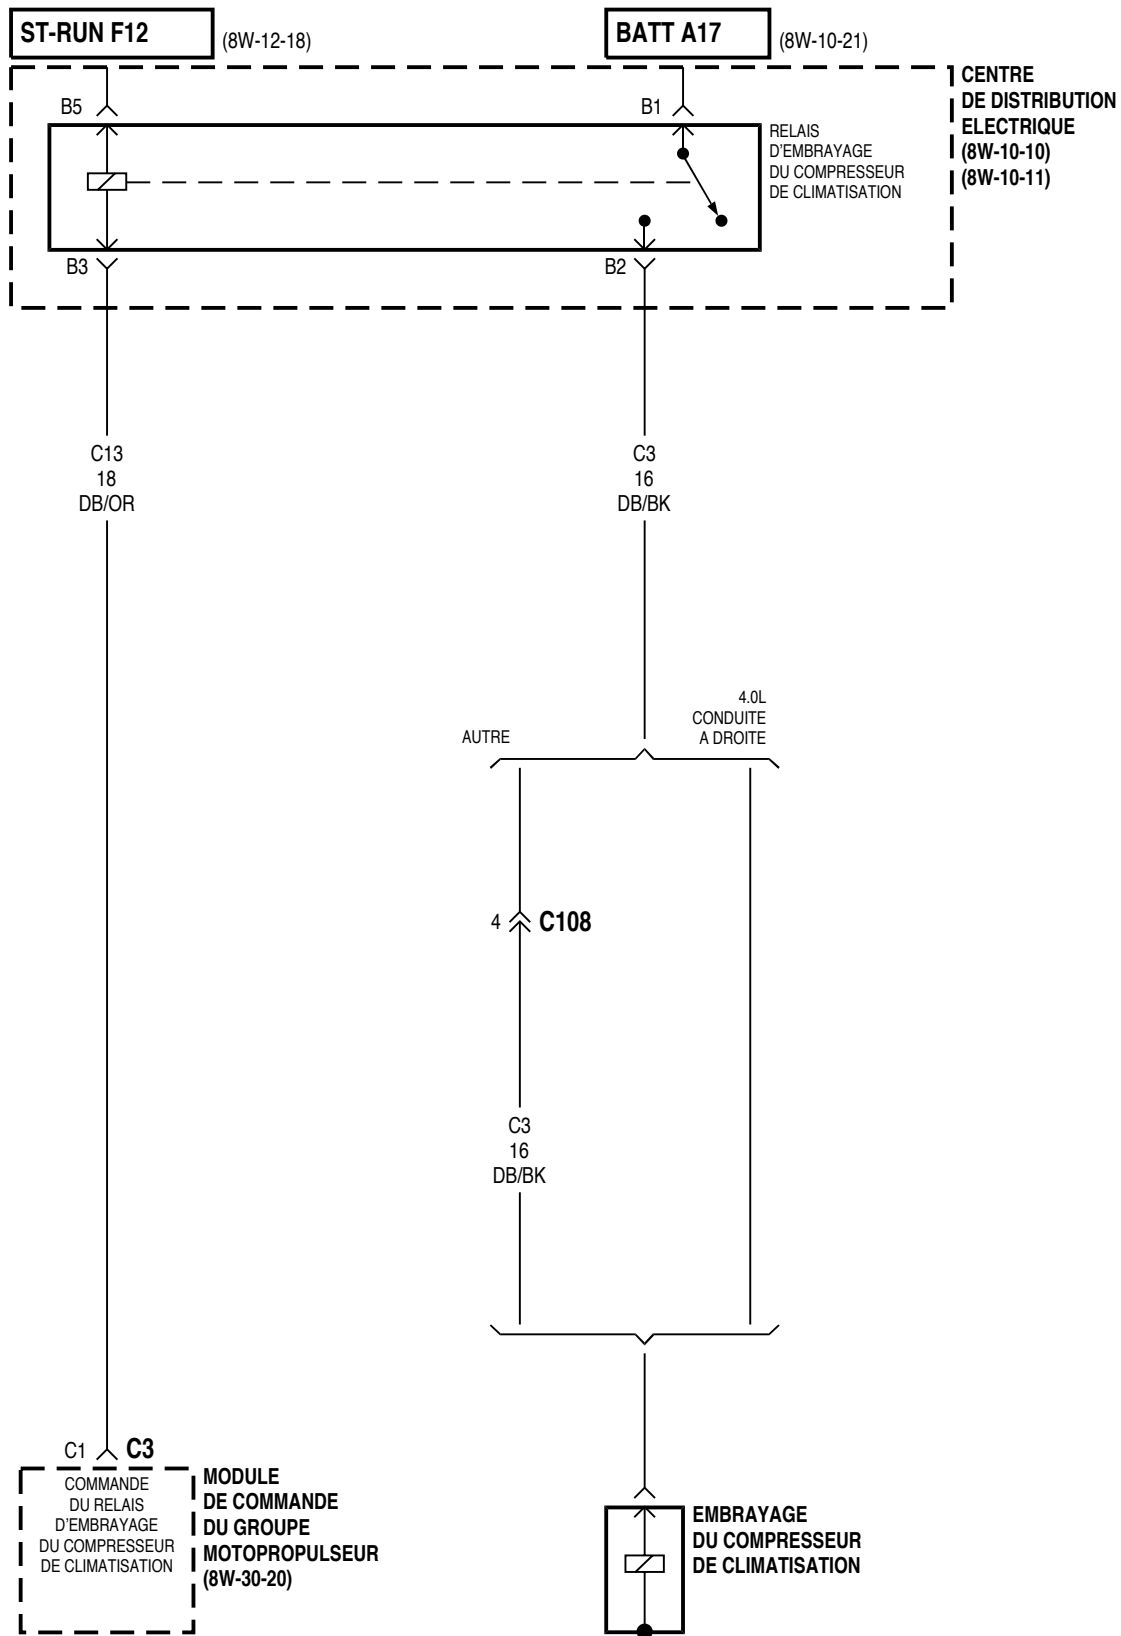 ST-RUN F12
(8W-12-18)
BATT A17
(8W-10-21)
CENTRE
DE DISTRIBUTION
ELECTRIQUE
(8W-10-10)
(8W-10-11)
B5
B1
RELAIS
D'EMBRAYAGE
DU COMPRESSEUR
DE CLIMATISATION
B3
B2
C13
18
DB/OR
C3
16
DB/BK
AUTRE
4.0L
CONDUITE
A DROITE
4
C108
C3
16
DB/BK
C1
C3
COMMANDE
DU RELAIS
D'EMBRAYAGE
DU COMPRESSEUR
DE CLIMATISATION
MODULE
DE COMMANDE
DU GROUPE
MOTOPROPULSEUR
(8W-30-20)
EMBRAYAGE
DU COMPRESSEUR
DE CLIMATISATION